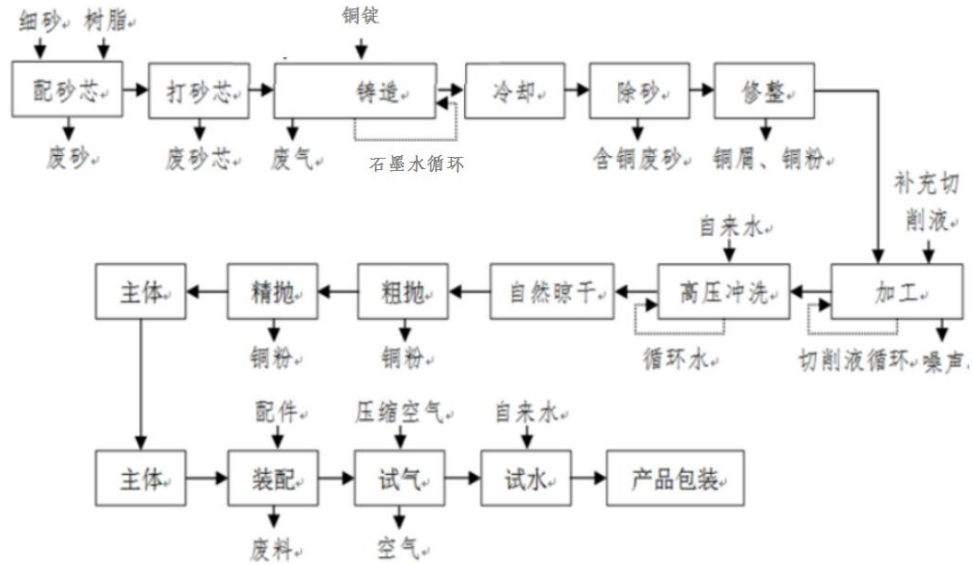 细砂 树脂
铜锭
配砂芯
打砂芯
铸造
冷却
除砂
修整
废砂
废砂芯
废气
石墨水循环
含铜废砂
铜屑、铜粉
补充切
削液
自来水
主体
精抛
粗抛
自然晾干
高压冲洗
加工
铜粉
铜粉
循环水
切削液循环
噪声
配件
压缩空气
自来水
主体
装配
试气
试水
产品包装
废料
空气